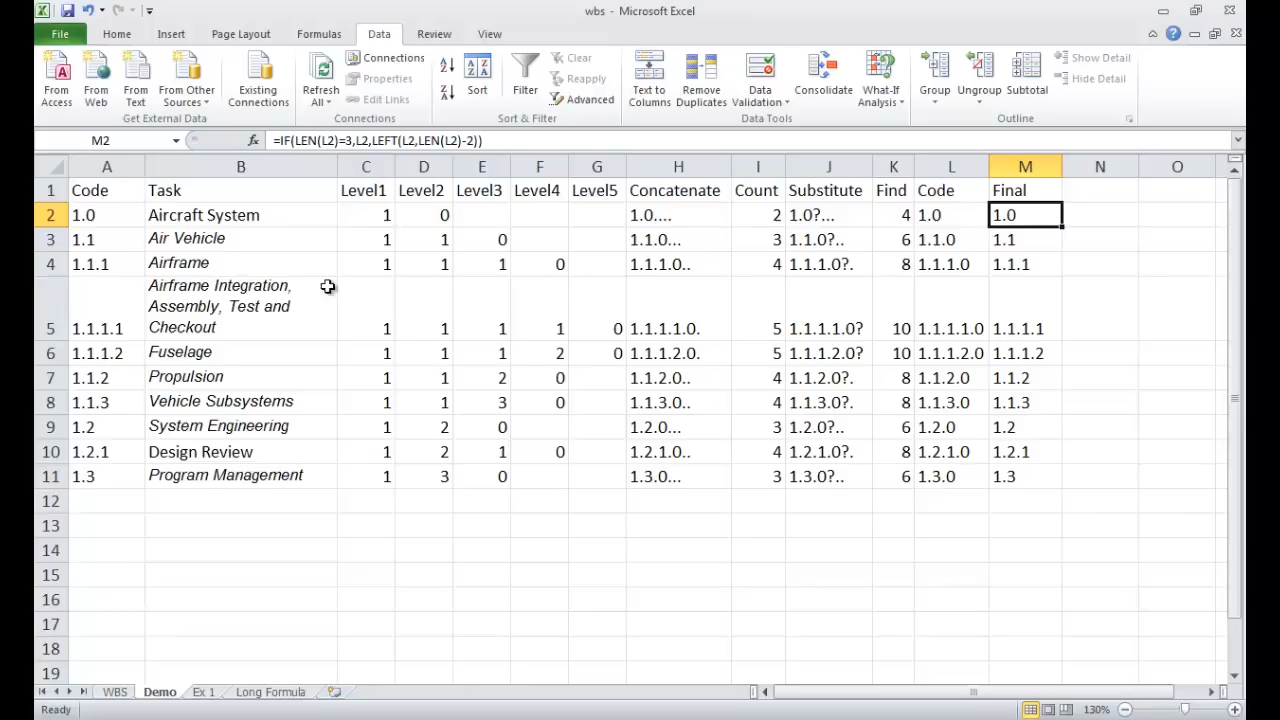 wbs - Microsoft Excel
File Home Insert Page Layout Formulas Data Review View
From Access
From Web
From Text
From Other Sources
Existing Connections
Get External Data
Refresh All
Connections
Properties
Edit Links
Connections
Sort
Filter
Clear
Reapply
Advanced
Sort & Filter
Text to Columns
Remove Duplicates
Data Validation
Consolidate
What-If Analysis
Data Tools
Group
Ungroup
Subtotal
Show Detail
Hide Detail
Outline
M2 fx =IF(LEN(L2)=3,L2,LEFT(L2,LEN(L2)-2))
A B C D E F G H I J K L M N O
1 Code Task Level1 Level2 Level3 Level4 Level5 Concatenate Count Substitute Find Code Final
2 1.0 Aircraft System 1 0 1.0.... 2 1.0?... 4 1.0 1.0
3 1.1 Air Vehicle 1 1 0 1.1.0... 3 1.1.0?.. 6 1.1.0 1.1
4 1.1.1 Airframe 1 1 1 0 1.1.1.0.. 4 1.1.1.0?. 8 1.1.1.0 1.1.1
Airframe Integration,
Assembly, Test and
5 1.1.1.1 Checkout 1 1 1 1 0 1.1.1.1.0. 5 1.1.1.1.0? 10 1.1.1.1.0 1.1.1.1
6 1.1.1.2 Fuselage 1 1 1 2 0 1.1.1.2.0. 5 1.1.1.2.0? 10 1.1.1.2.0 1.1.1.2
7 1.1.2 Propulsion 1 1 2 0 1.1.2.0.. 4 1.1.2.0?. 8 1.1.2.0 1.1.2
8 1.1.3 Vehicle Subsystems 1 1 3 0 1.1.3.0.. 4 1.1.3.0?. 8 1.1.3.0 1.1.3
9 1.2 System Engineering 1 2 0 1.2.0... 3 1.2.0?.. 6 1.2.0 1.2
10 1.2.1 Design Review 1 2 1 0 1.2.1.0.. 4 1.2.1.0?. 8 1.2.1.0 1.2.1
11 1.3 Program Management 1 3 0 1.3.0... 3 1.3.0?.. 6 1.3.0 1.3
12
13
14
15
16
17
18
19
WBS Demo Ex 1 Long Formula
Ready 130%